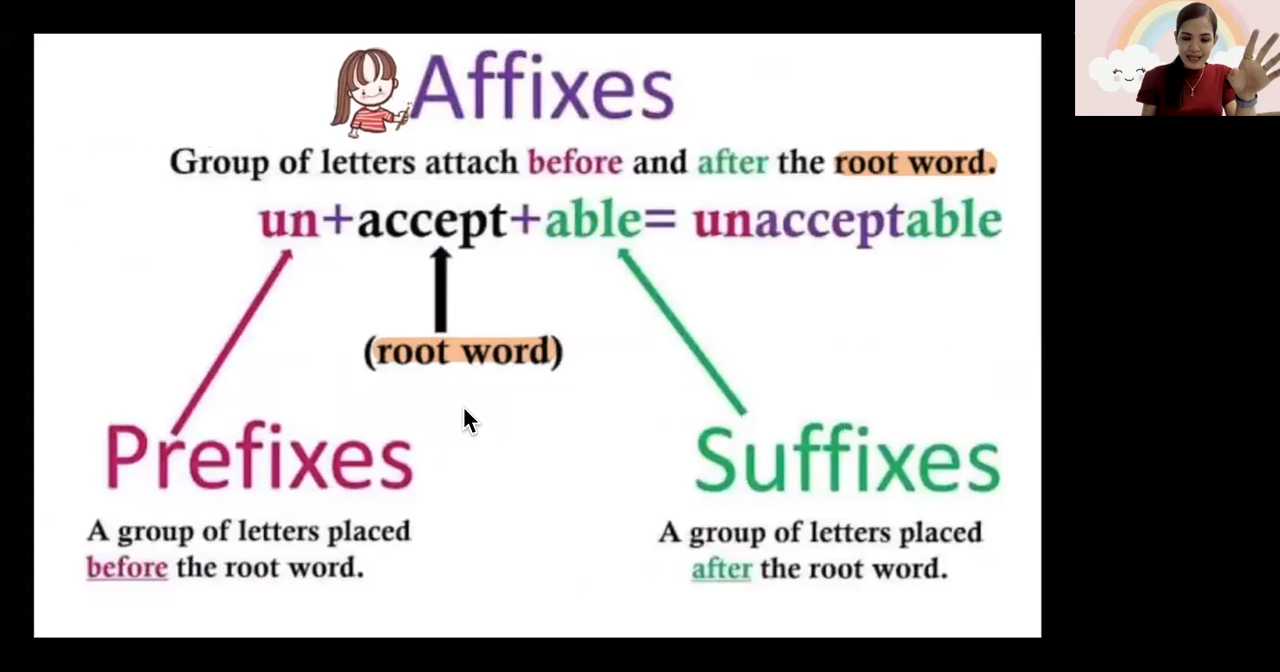 Affixes
Group of letters attach before and after the root word.
un+accept+able= unacceptable
(root word)
Prefixes
A group of letters placed
before the root word.
Suffixes
A group of letters placed
after the root word.